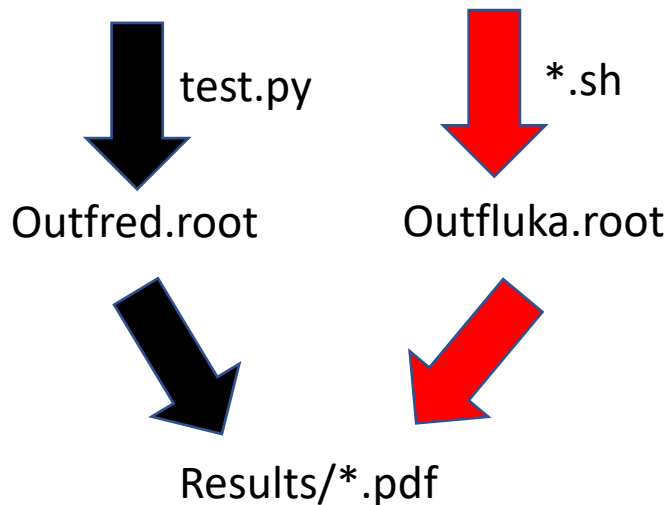 test.py
*.sh
Outfred.root
Outfluka.root
Results/*.pdf